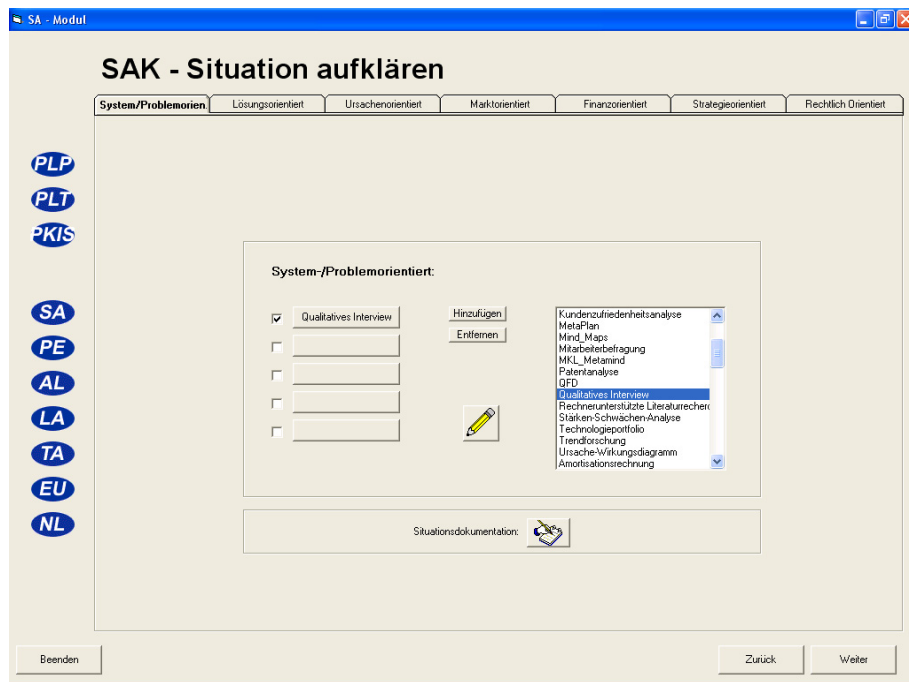 SA - Modul
SAK - Situation aufklären
System/Problemorien.
Lösungsorientiert
Ursachenorientiert
Marktorientiert
Finanzorientiert
Strategieorientiert
Rechtlich Orientiert
PLP
PLT
PKIS
SA
PE
AL
LA
TA
EU
NL
System-/Problemorientiert:
Qualitatives Interview
Hinzufügen
Entfernen
Kundenzufriedenheitsanalyse
MetaPlan
Mind_Maps
Mitarbeiterbefragung
MKL_Metamind
Patentanalyse
QFD
Qualitatives Interview
Rechnerunterstützte Literaturrecherc
Stärken-Schwächen-Analyse
Technologieportfolio
Trendforschung
Ursache-Wirkungsdiagramm
Amortisationsrechnung
Situationsdokumentation:
Beenden
Zurück
Weiter